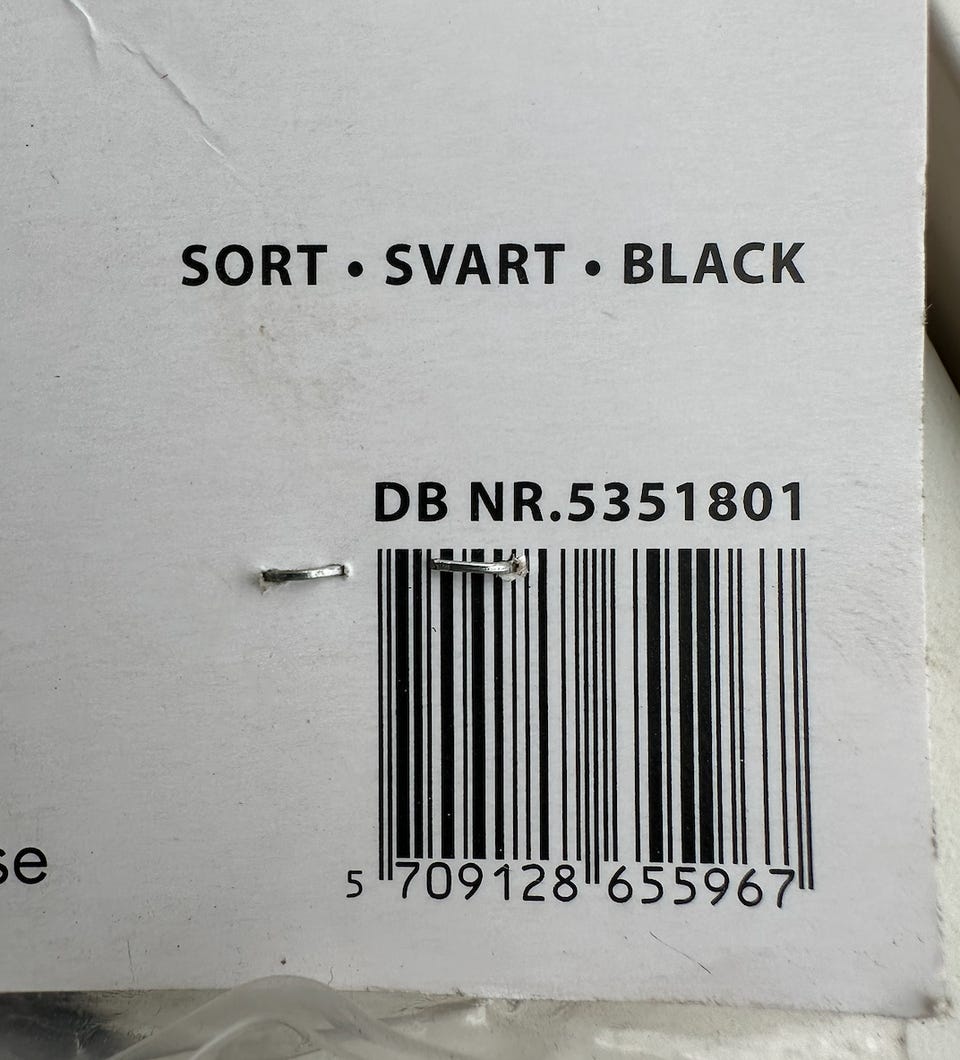 SORT • SVART • BLACK
DB NR.5351801
se
5 709128 655967